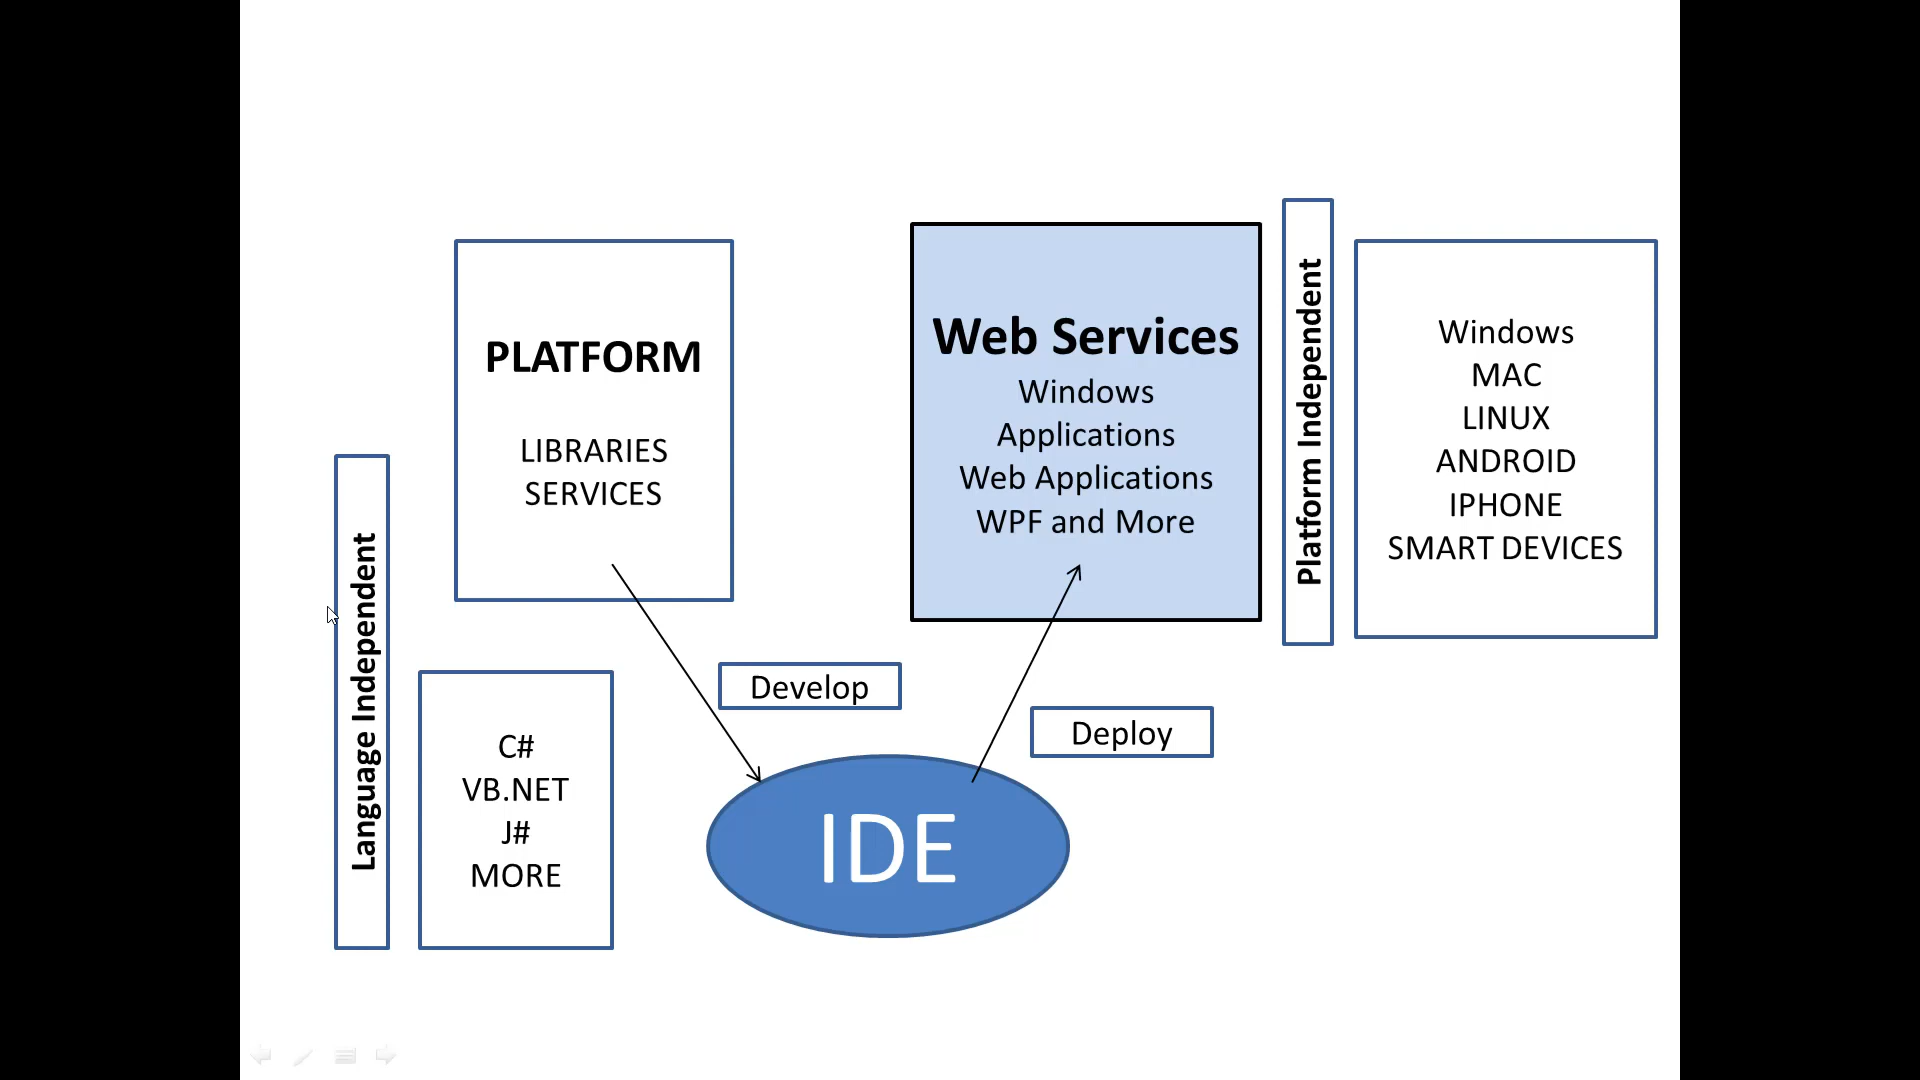 PLATFORM
LIBRARIES
SERVICES
Web Services
Windows
Applications
Web Applications
WPF and More
Platform Independent
Windows
MAC
LINUX
ANDROID
IPHONE
SMART DEVICES
Language Independent
C#
VB.NET
J#
MORE
Develop
Deploy
IDE